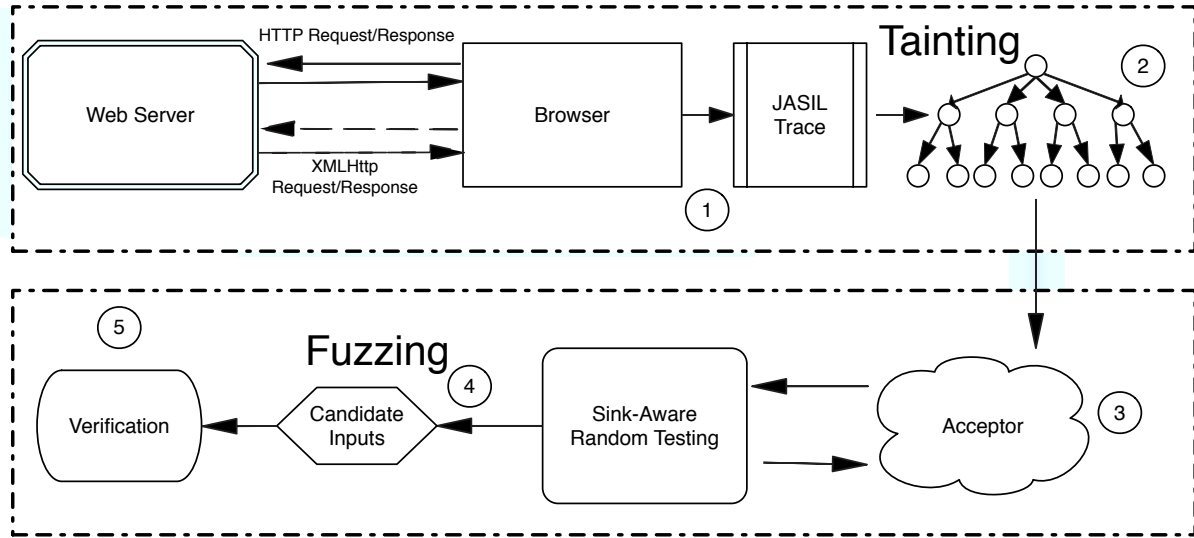 HTTP Request/Response
Tainting
2
Web Server
Browser
JASIL
Trace
XMLHttp
Request/Response
1
5
Fuzzing
4
Verification
Candidate
Inputs
Sink-Aware
Random Testing
Acceptor
3